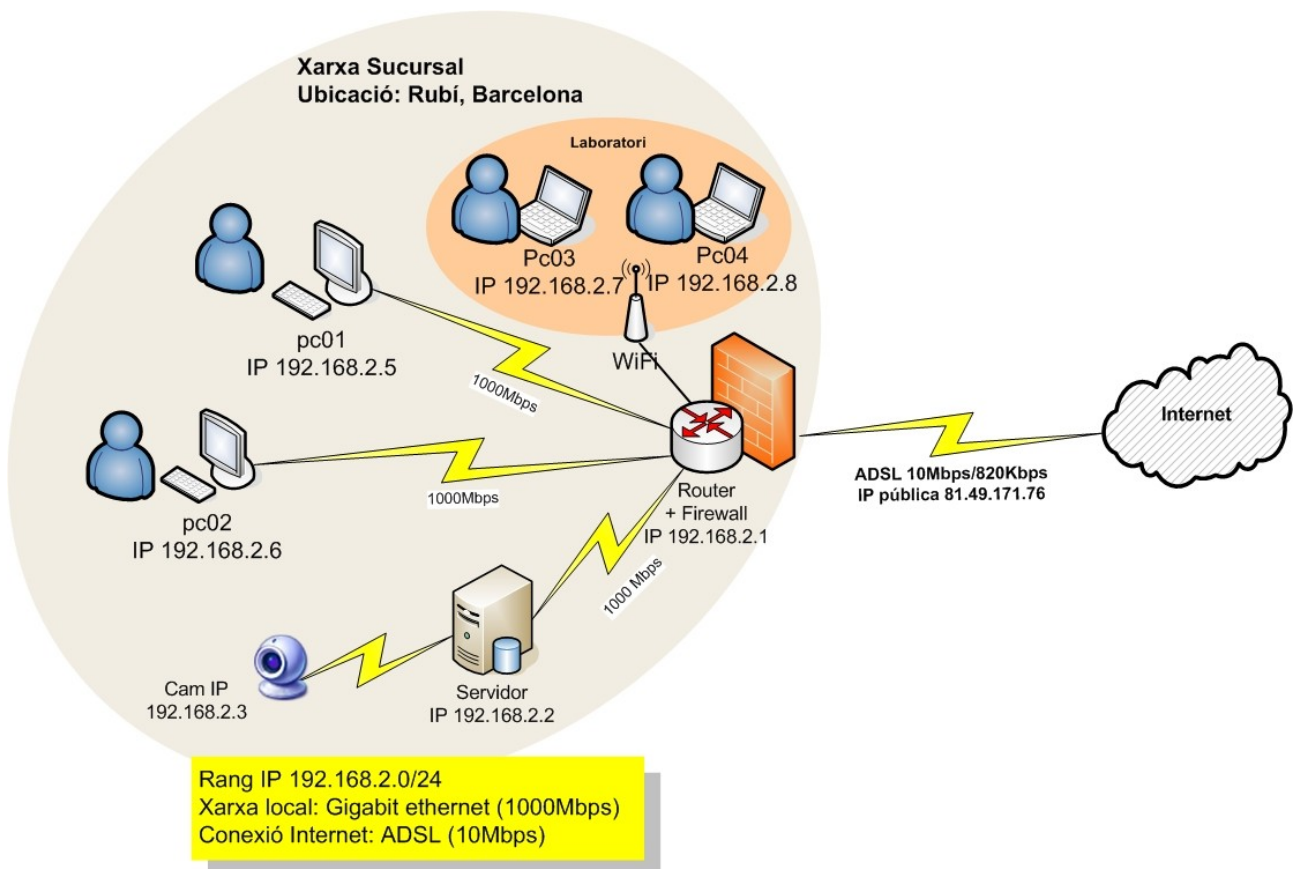 Xarxa Sucursal
Ubicació: Rubí, Barcelona
Laboratori
Pc03
IP 192.168.2.7
Pc04
IP 192.168.2.8
pc01
IP 192.168.2.5
WiFi
1000Mbps
Internet
ADSL 10Mbps/820Kbps
IP pública 81.49.171.76
pc02
IP 192.168.2.6
1000Mbps
Router
+ Firewall
IP 192.168.2.1
1000 Mbps
Cam IP
192.168.2.3
Servidor
IP 192.168.2.2
Rang IP 192.168.2.0/24
Xarxa local: Gigabit ethernet (1000Mbps)
Conexió Internet: ADSL (10Mbps)